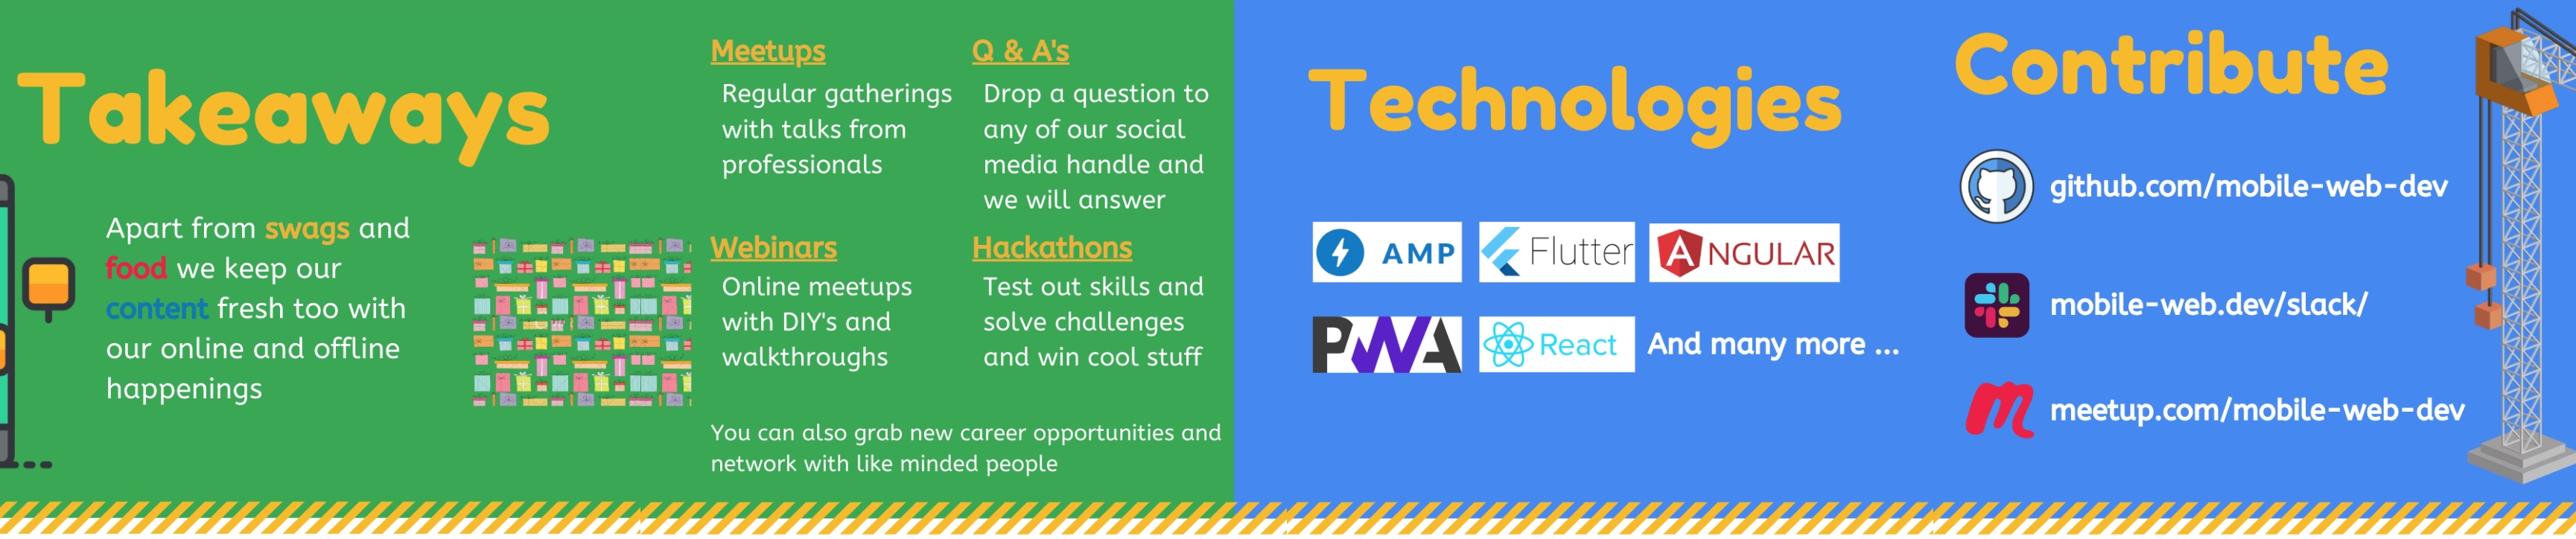 Takeaways
Apart from swags and
food we keep our
content fresh too with
our online and offline
happenings
Meetups
Regular gatherings
with talks from
professionals
Q & A's
Drop a question to
any of our social
media handle and
we will answer
Webinars
Online meetups
with DIY's and
walkthroughs
Hackathons
Test out skills and
solve challenges
and win cool stuff
You can also grab new career opportunities and
network with like minded people
Technologies
AMP
Flutter
ANGULAR
PWA
React
And many more ...
Contribute
github.com/mobile-web-dev
mobile-web.dev/slack/
m
meetup.com/mobile-web-dev